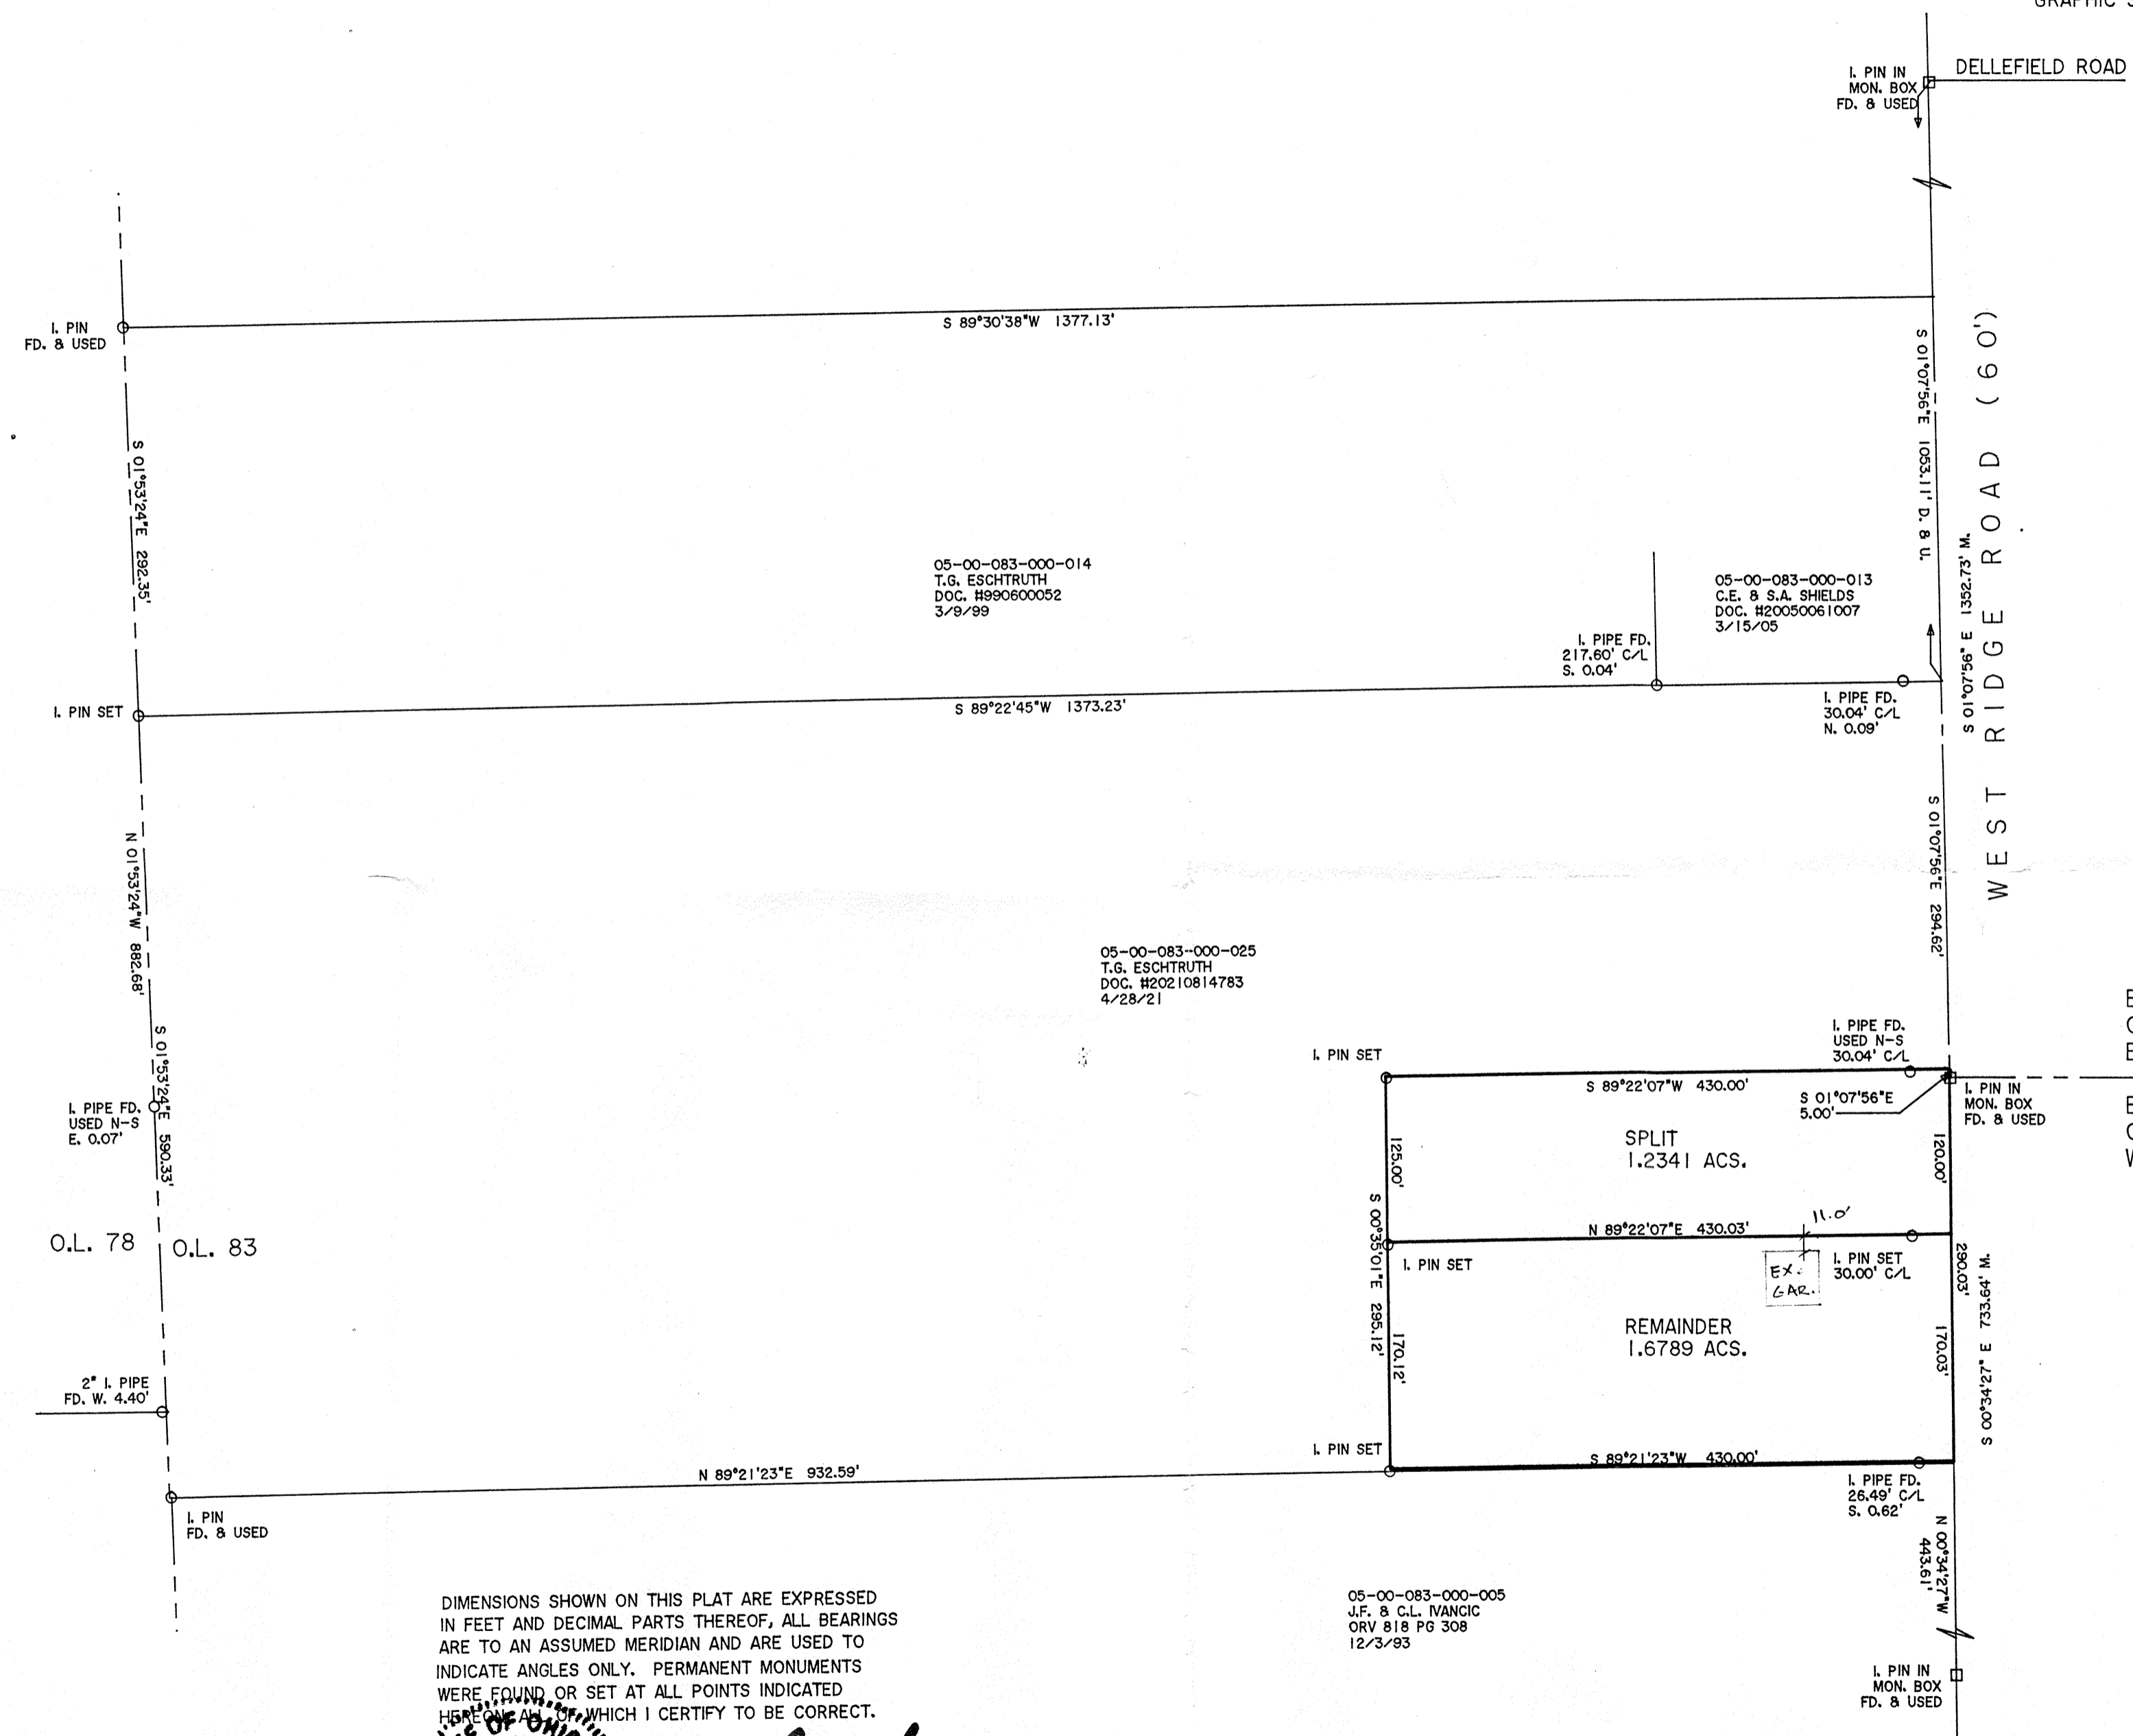 DELLEFIELD ROAD
I. PIN IN
MON. BOX
FD. & USED
I. PIN
FD. & USED
S 89°30'38"W 1377.13'
S 01°07'56"E 1053.11' D. & U.
WEST RIDGE ROAD (60')
S 01°07'56" E 1352.73' M.
S 01°53'24"E 292.35'
05-00-083-000-014
T.G. ESCHTRUTH
DOC. #990600052
3/9/99
05-00-083-000-013
C.E. & S.A. SHIELDS
DOC. #20050061007
3/15/05
I. PIPE FD.
217.60' C/L
S. 0.04'
I. PIN SET
S 89°22'45"W 1373.23'
I. PIPE FD.
30.04' C/L
N. 0.09'
N 01°53'24"W 882.68'
S 01°07'56"E 294.62'
05-00-083-000-025
T.G. ESCHTRUTH
DOC. #20210814783
4/28/21
S 01°53'24"E 590.33'
I. PIPE FD.
USED N-S
E. 0.07'
I. PIN SET
I. PIPE FD.
USED N-S
30.04' C/L
S 89°22'07"W 430.00'
S 01°07'56"E
5.00'
I. PIN IN
MON. BOX
FD. & USED
SPLIT
1.2341 ACS.
125.00'
120.00'
O.L. 78
O.L. 83
S 00°35'01"E 295.12'
N 89°22'07"E 430.03'
11.0'
I. PIN SET
EX.
GAR.
I. PIN SET
30.00' C/L
290.03'
S 00°34'27" E 733.64' M.
REMAINDER
1.6789 ACS.
170.12'
170.03'
2" I. PIPE
FD. W. 4.40'
I. PIN SET
S 89°21'23"W 430.00'
N 89°21'23"E 932.59'
I. PIPE FD.
26.49' C/L
S. 0.62'
I. PIN
FD. & USED
N 00°34'27"W
443.61'
DIMENSIONS SHOWN ON THIS PLAT ARE EXPRESSED
IN FEET AND DECIMAL PARTS THEREOF, ALL BEARINGS
ARE TO AN ASSUMED MERIDIAN AND ARE USED TO
INDICATE ANGLES ONLY. PERMANENT MONUMENTS
WERE FOUND OR SET AT ALL POINTS INDICATED
HEREON, ALL OF WHICH I CERTIFY TO BE CORRECT.
OF OHIO
05-00-083-000-005
J.F. & C.L. IVANCIC
ORV 818 PG 308
12/3/93
I. PIN IN
MON. BOX
FD. & USED